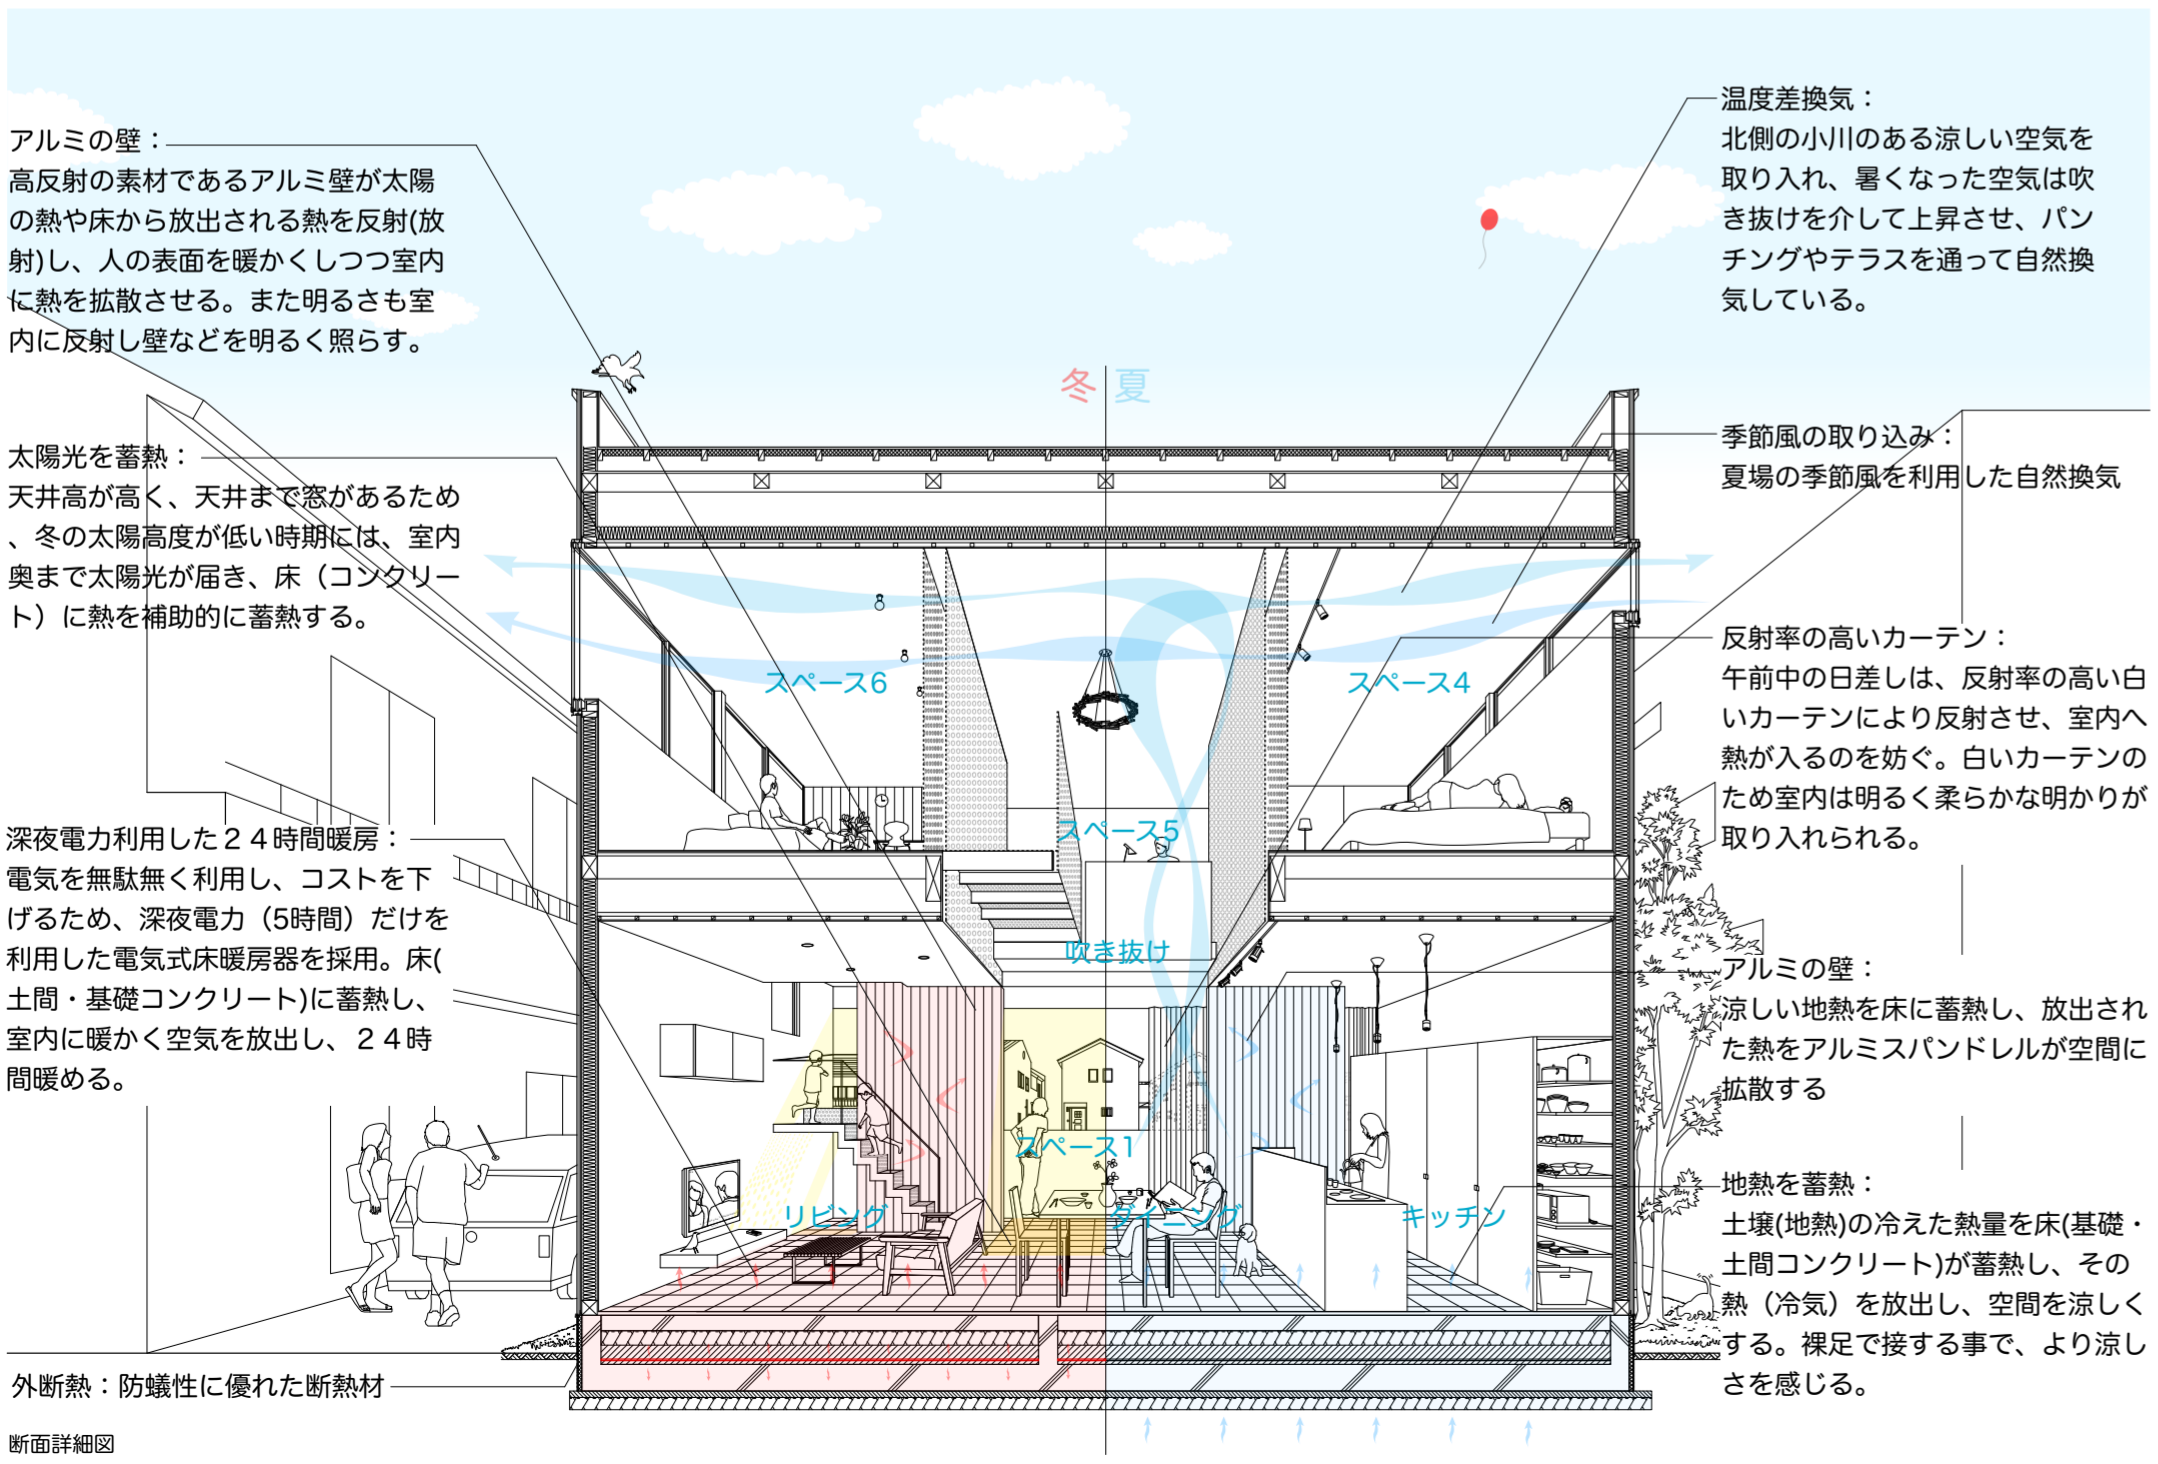 アルミの壁：
高反射の素材であるアルミ壁が太陽
の熱や床から放出される熱を反射(放
射)し、人の表面を暖かくしつつ室内
に熱を拡散させる。また明るさも室
内に反射し壁などを明るく照らす。
太陽光を蓄熱：
天井高が高く、天井まで窓があるため
、冬の太陽高度が低い時期には、室内
奥まで太陽光が届き、床（コンクリー
ト）に熱を補助的に蓄熱する。
深夜電力利用した２４時間暖房：
電気を無駄無く利用し、コストを下
げるため、深夜電力（5時間）だけを
利用した電気式床暖房器を採用。床(
土間・基礎コンクリート)に蓄熱し、
室内に暖かく空気を放出し、２４時
間暖める。
外断熱：防蟻性に優れた断熱材
断面詳細図
冬 夏
スペース6
スペース4
スペース5
吹き抜け
スペース1
リビング
ダイニング
キッチン
温度差換気：
北側の小川のある涼しい空気を
取り入れ、暑くなった空気は吹
き抜けを介して上昇させ、パン
チングやテラスを通って自然換
気している。
季節風の取り込み：
夏場の季節風を利用した自然換気
反射率の高いカーテン：
午前中の日差しは、反射率の高い白
いカーテンにより反射させ、室内へ
熱が入るのを妨ぐ。白いカーテンの
ため室内は明るく柔らかな明かりが
取り入れられる。
アルミの壁：
涼しい地熱を床に蓄熱し、放出され
た熱をアルミスパンドレルが空間に
拡散する
地熱を蓄熱：
土壌(地熱)の冷えた熱量を床(基礎・
土間コンクリート)が蓄熱し、その
熱（冷気）を放出し、空間を涼しく
する。裸足で接する事で、より涼し
さを感じる。